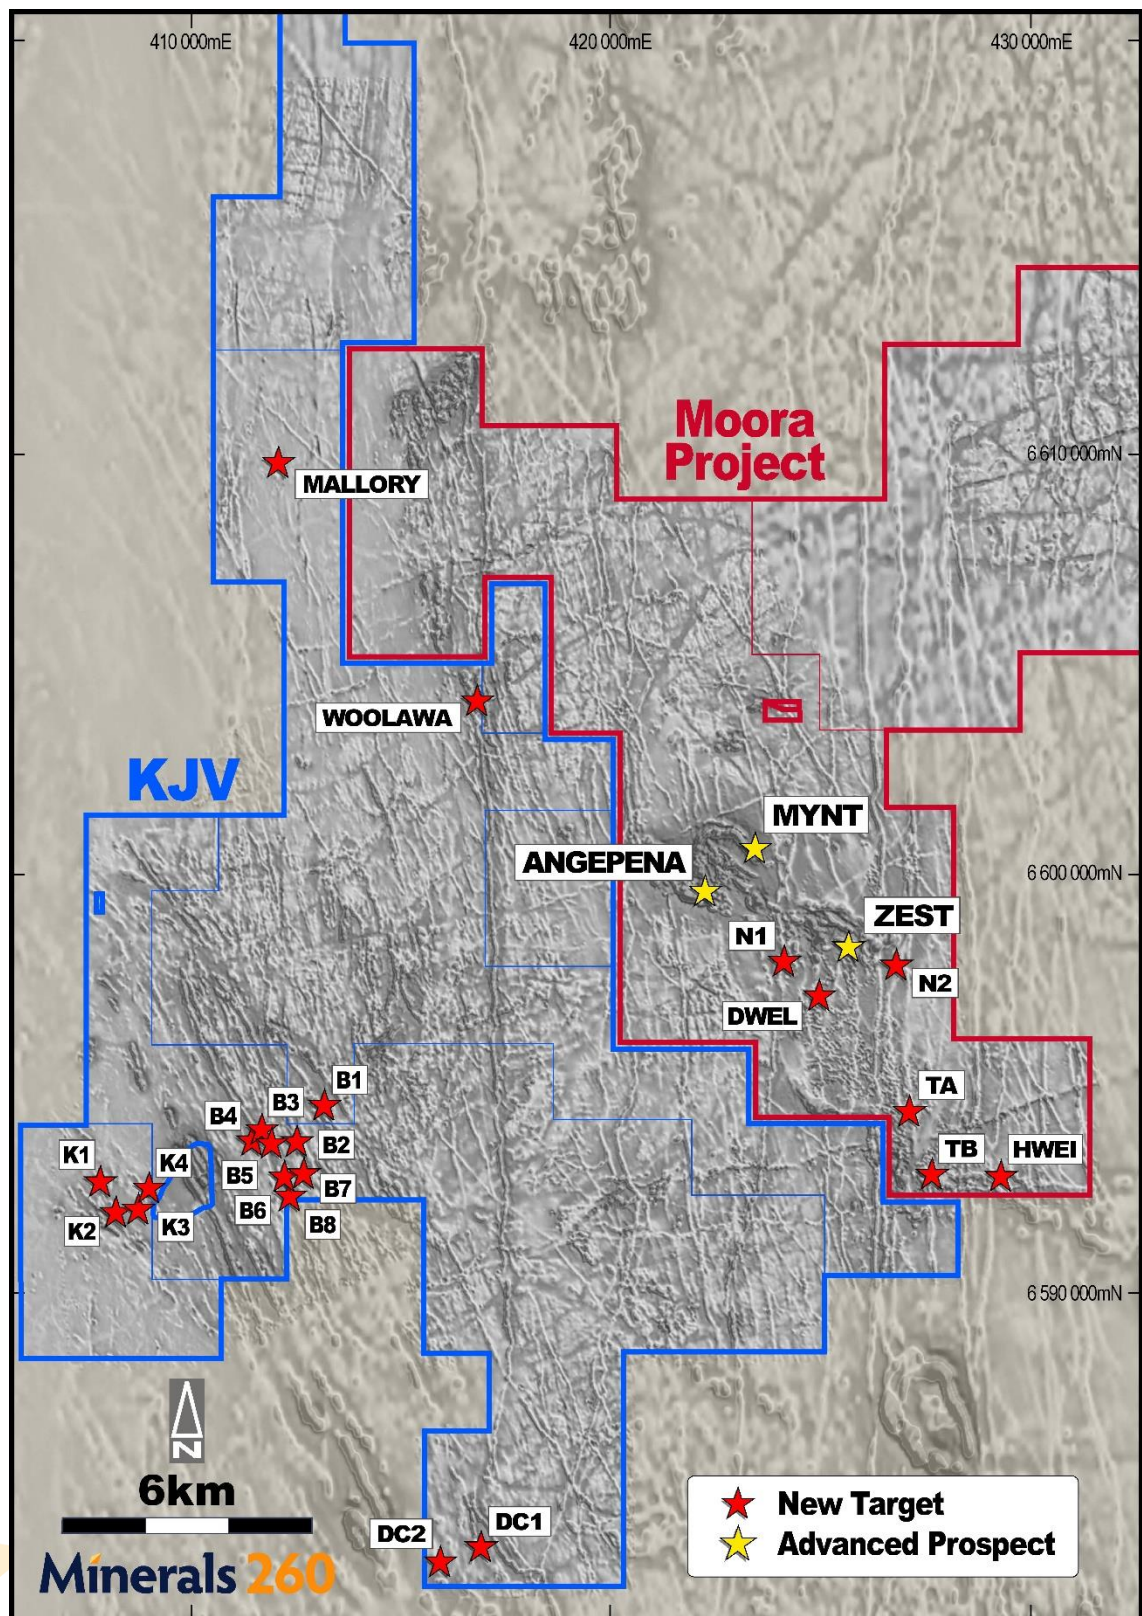 410 000mE
420 000mE
430 000mE
Moora
Project
6 610 000mN
MALLORY
WOOLAWA
KJV
MYNT
ANGEPENA
6 600 000mN
ZEST
N1
N2
DWEL
B1
TA
B3
B4
B2
K1
K4
TB
HWEI
B5
B7
B6
K2
K3
B8
6 590 000mN
N
6km
DC1
DC2
New Target
Advanced Prospect
Minerals 260